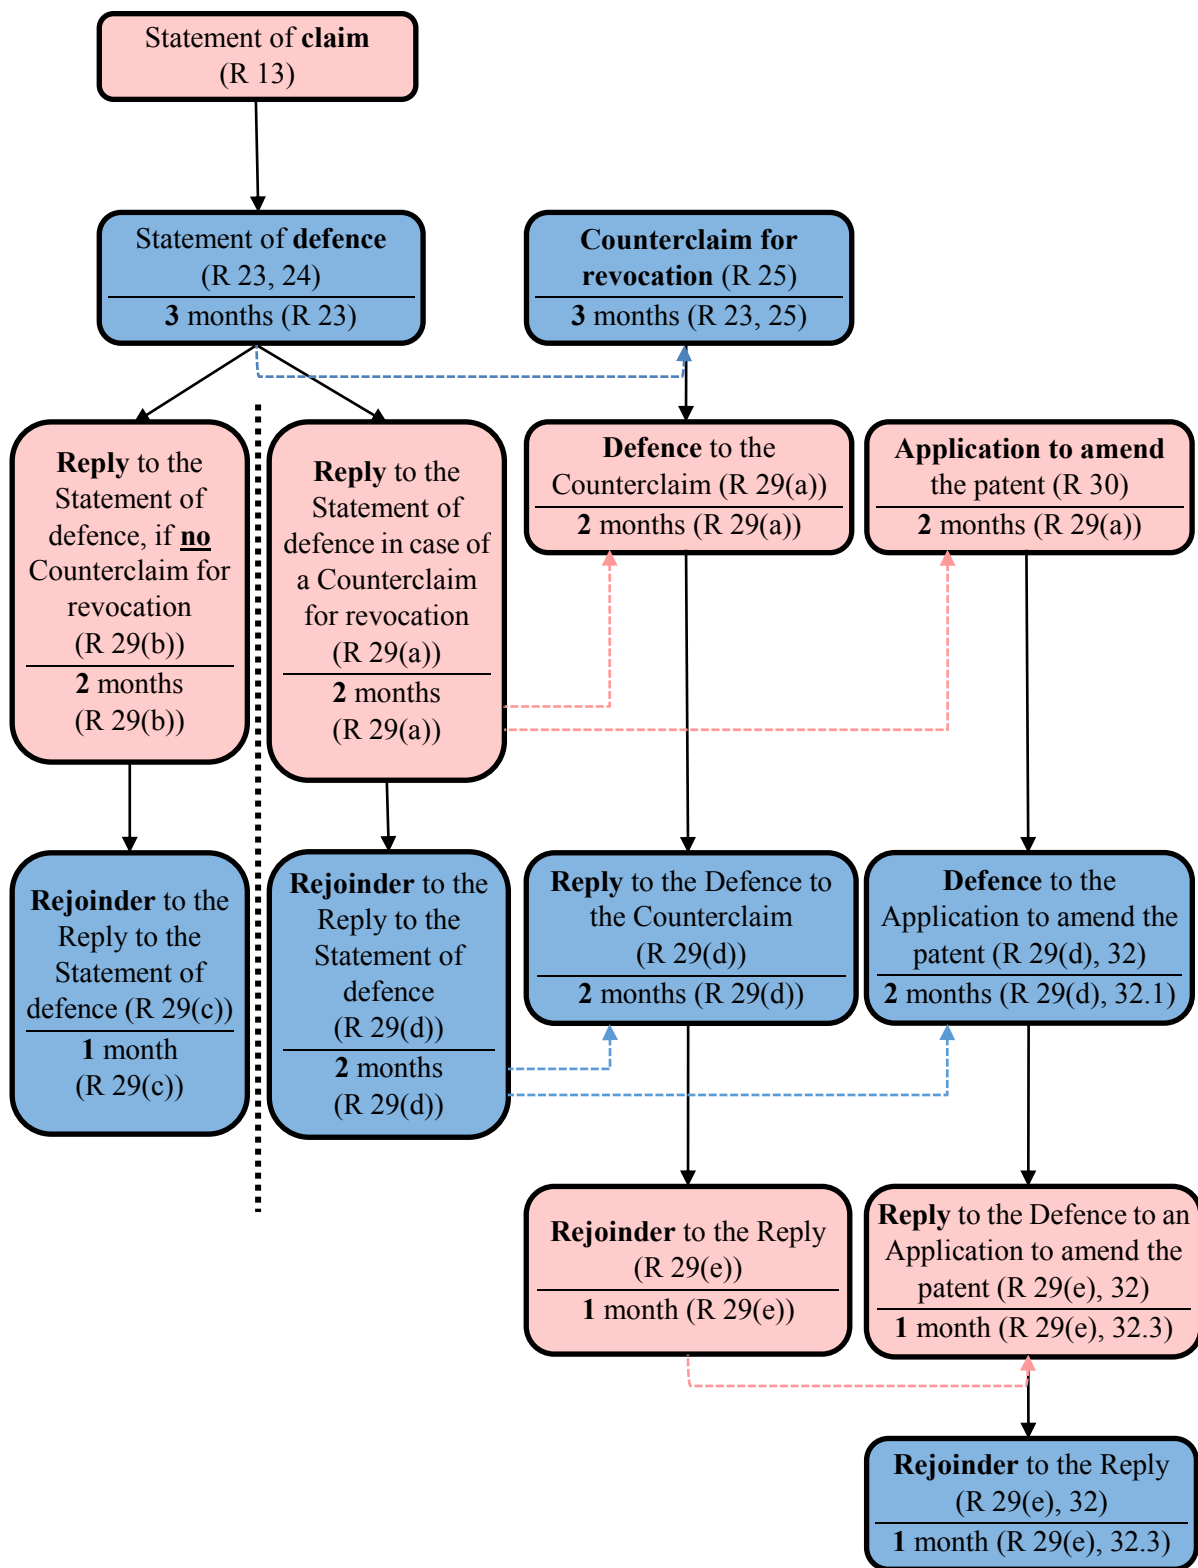 Statement of claim
(R 13)
Statement of defence
(R 23, 24)
3 months (R 23)
Counterclaim for
revocation (R 25)
3 months (R 23, 25)
Reply to the
Statement of
defence, if no
Counterclaim for
revocation
(R 29(b))
2 months
(R 29(b))
Reply to the
Statement of
defence in case of
a Counterclaim
for revocation
(R 29(a))
2 months
(R 29(a))
Defence to the
Counterclaim (R 29(a))
2 months (R 29(a))
Application to amend
the patent (R 30)
2 months (R 29(a))
Rejoinder to the
Reply to the
Statement of
defence (R 29(c))
1 month
(R 29(c))
Rejoinder to the
Reply to the
Statement of
defence
(R 29(d))
2 months
(R 29(d))
Reply to the Defence to
the Counterclaim
(R 29(d))
2 months (R 29(d))
Defence to the
Application to amend the
patent (R 29(d), 32)
2 months (R 29(d), 32.1)
Rejoinder to the Reply
(R 29(e))
1 month (R 29(e))
Reply to the Defence to an
Application to amend the
patent (R 29(e), 32)
1 month (R 29(e), 32.3)
Rejoinder to the Reply
(R 29(e), 32)
1 month (R 29(e), 32.3)